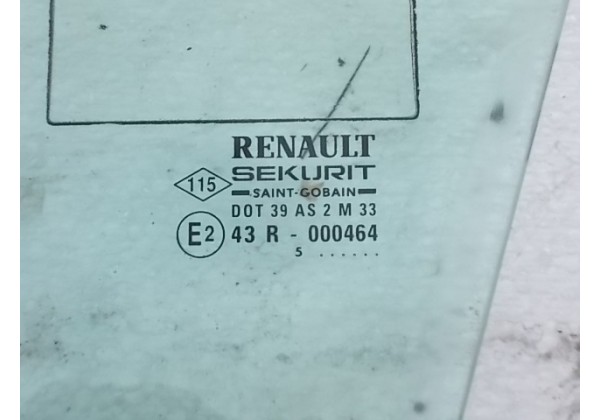 RENAULT
115 SEKURIT
SAINT-GOBAIN
DOT 39 AS 2 M 33
E2 43 R - 000464
5 ......